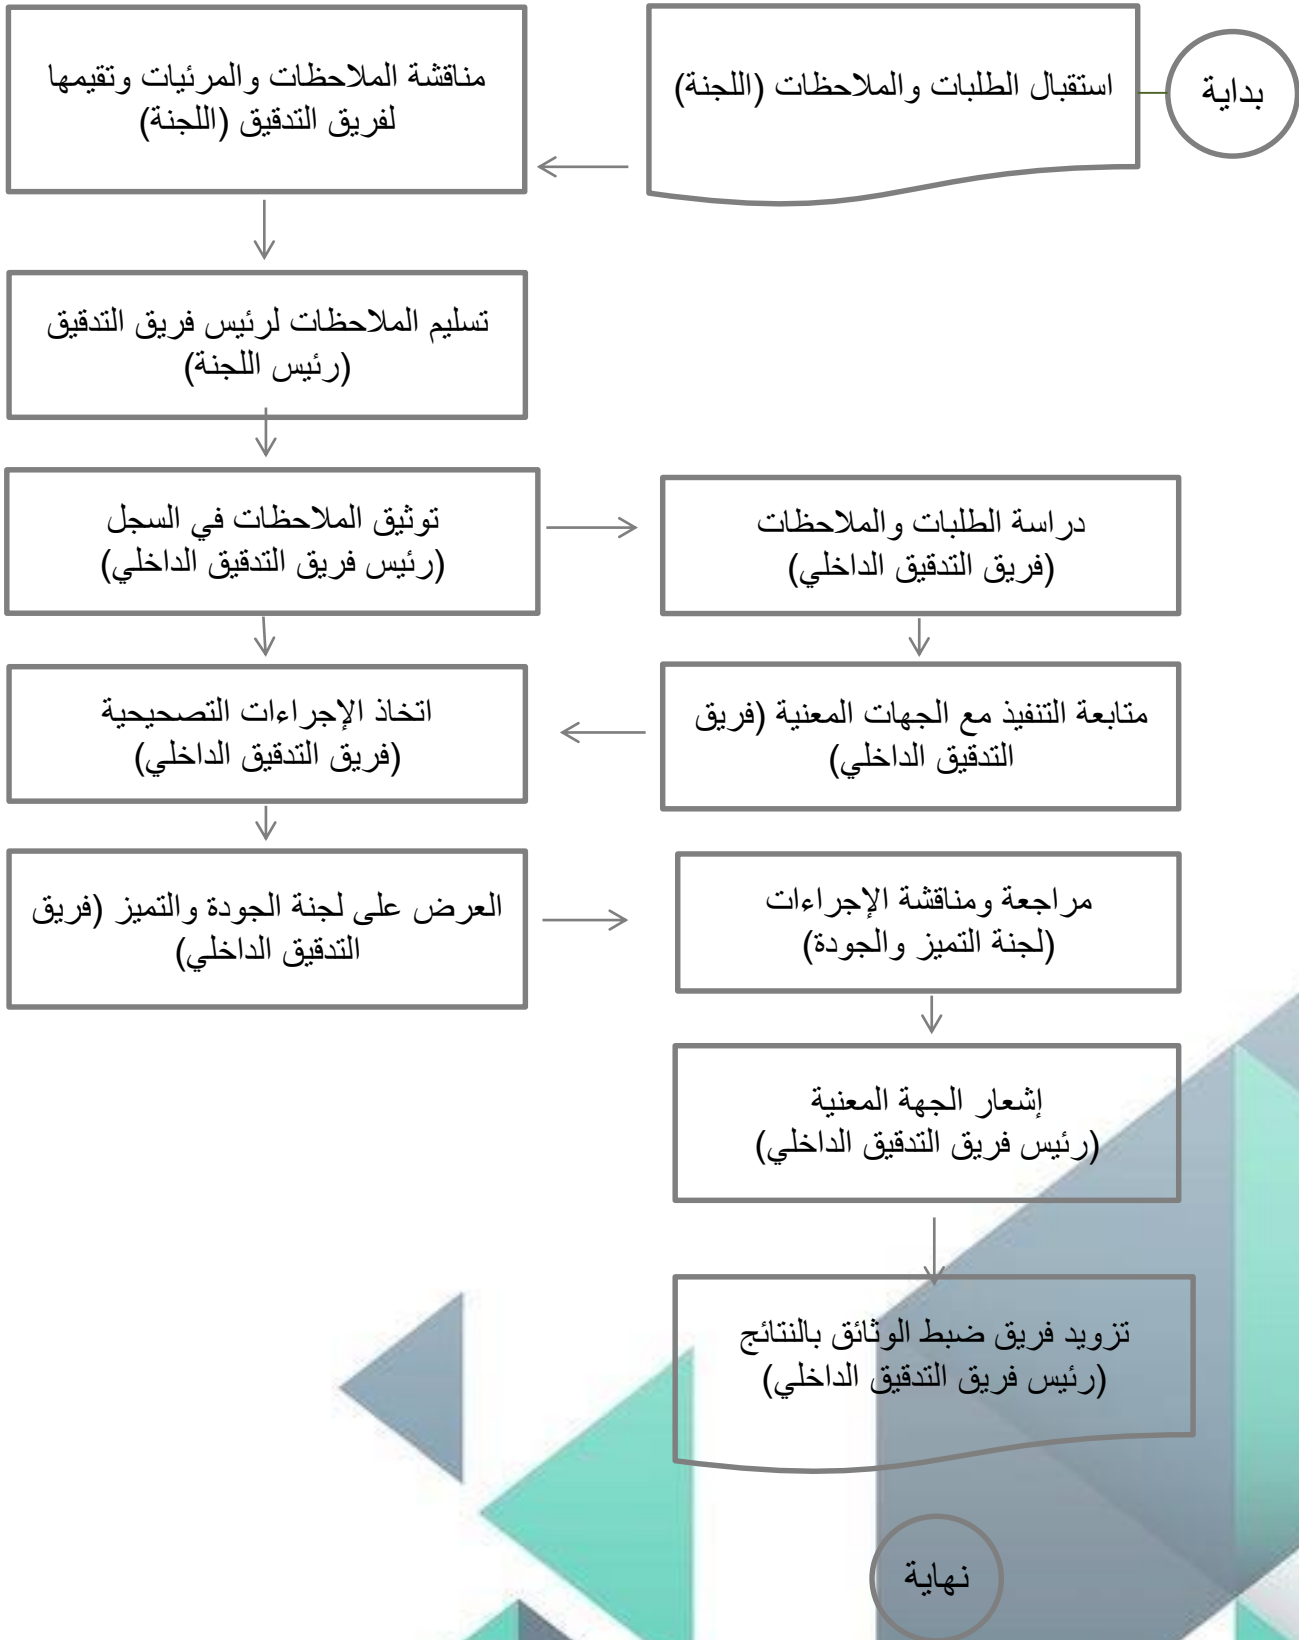 بداية
استقبال الطلبات والملاحظات (اللجنة)
مناقشة الملاحظات والمرئيات وتقيمها
لفريق التدقيق (اللجنة)
تسليم الملاحظات لرئيس فريق التدقيق
(رئيس اللجنة)
توثيق الملاحظات في السجل
(رئيس فريق التدقيق الداخلي)
دراسة الطلبات والملاحظات
(فريق التدقيق الداخلي)
متابعة التنفيذ مع الجهات المعنية (فريق
التدقيق الداخلي)
اتخاذ الإجراءات التصحيحية
(فريق التدقيق الداخلي)
العرض على لجنة الجودة والتميز (فريق
التدقيق الداخلي)
مراجعة ومناقشة الإجراءات
(لجنة التميز والجودة)
إشعار الجهة المعنية
(رئيس فريق التدقيق الداخلي)
تزويد فريق ضبط الوثائق بالنتائج
(رئيس فريق التدقيق الداخلي)
نهاية